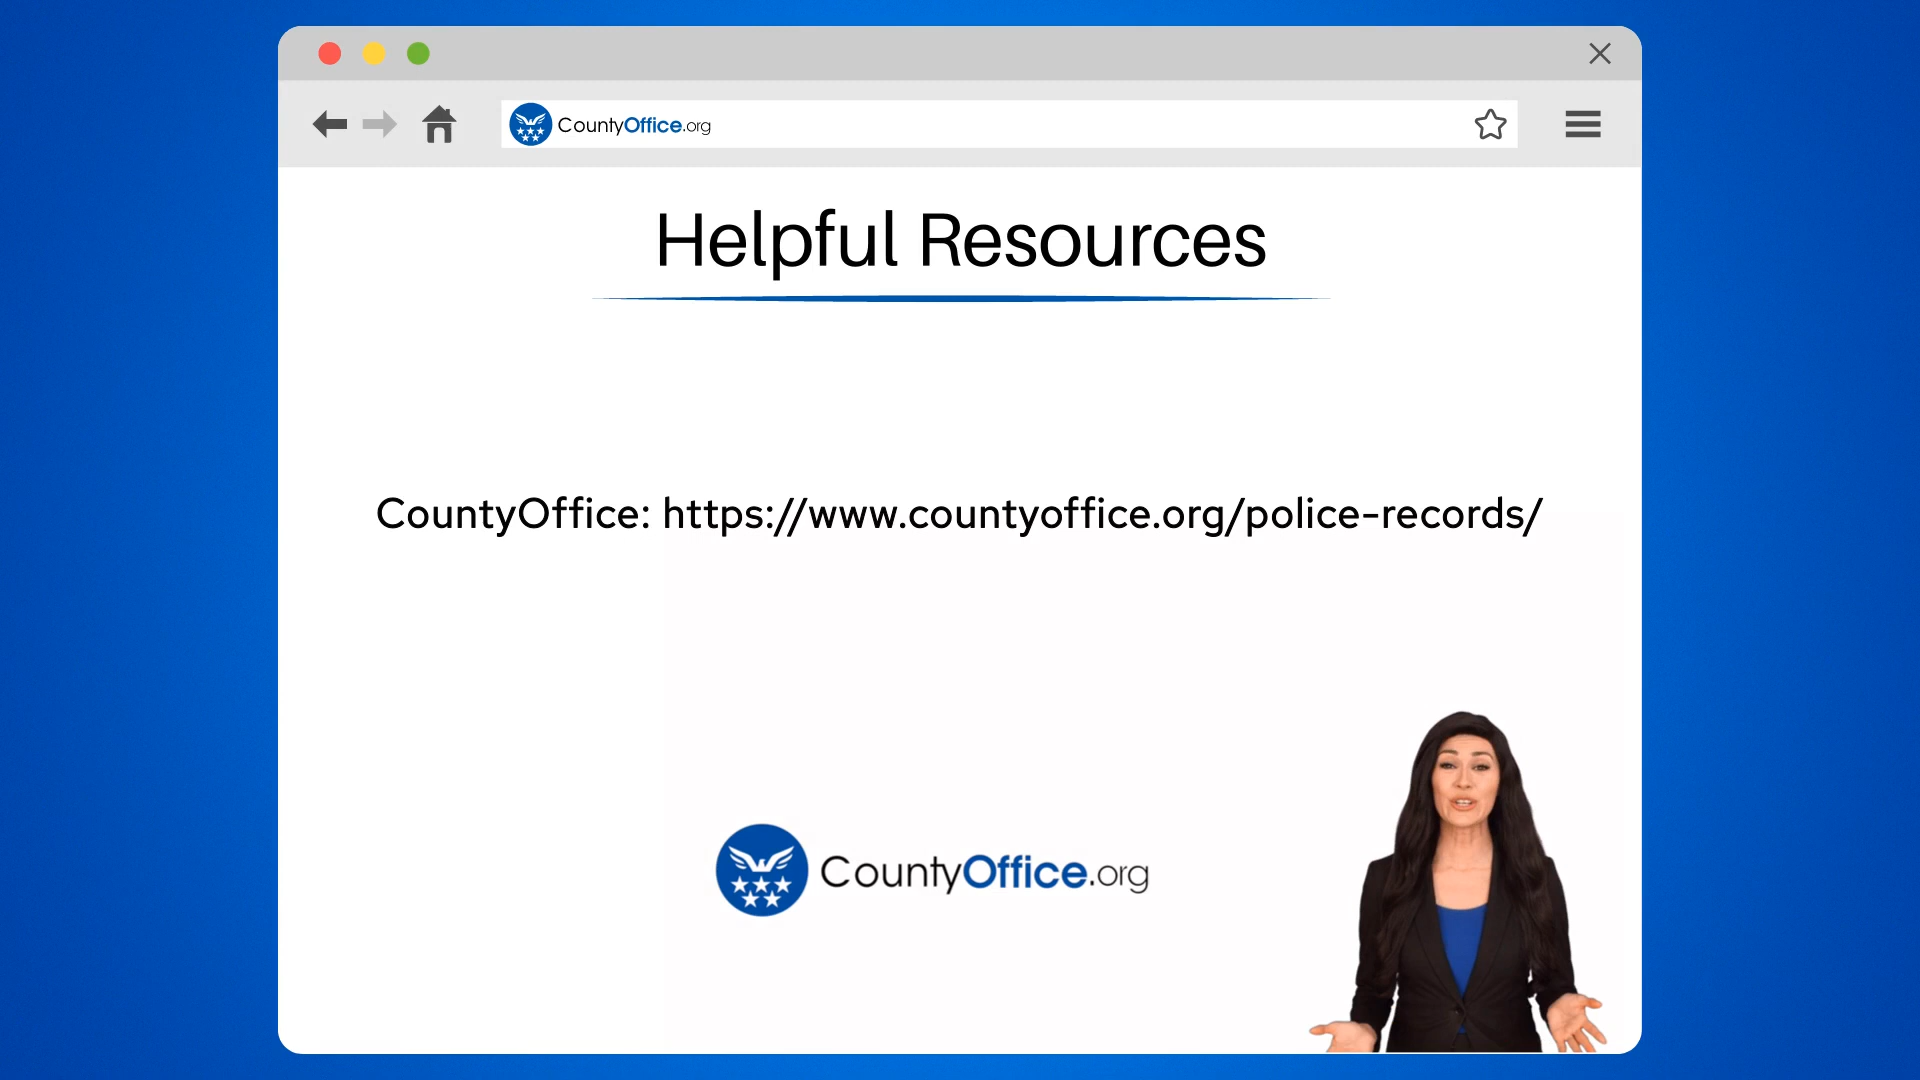 CountyOffice.org
Helpful Resources
CountyOffice: https://www.countyoffice.org/police-records/
CountyOffice.org